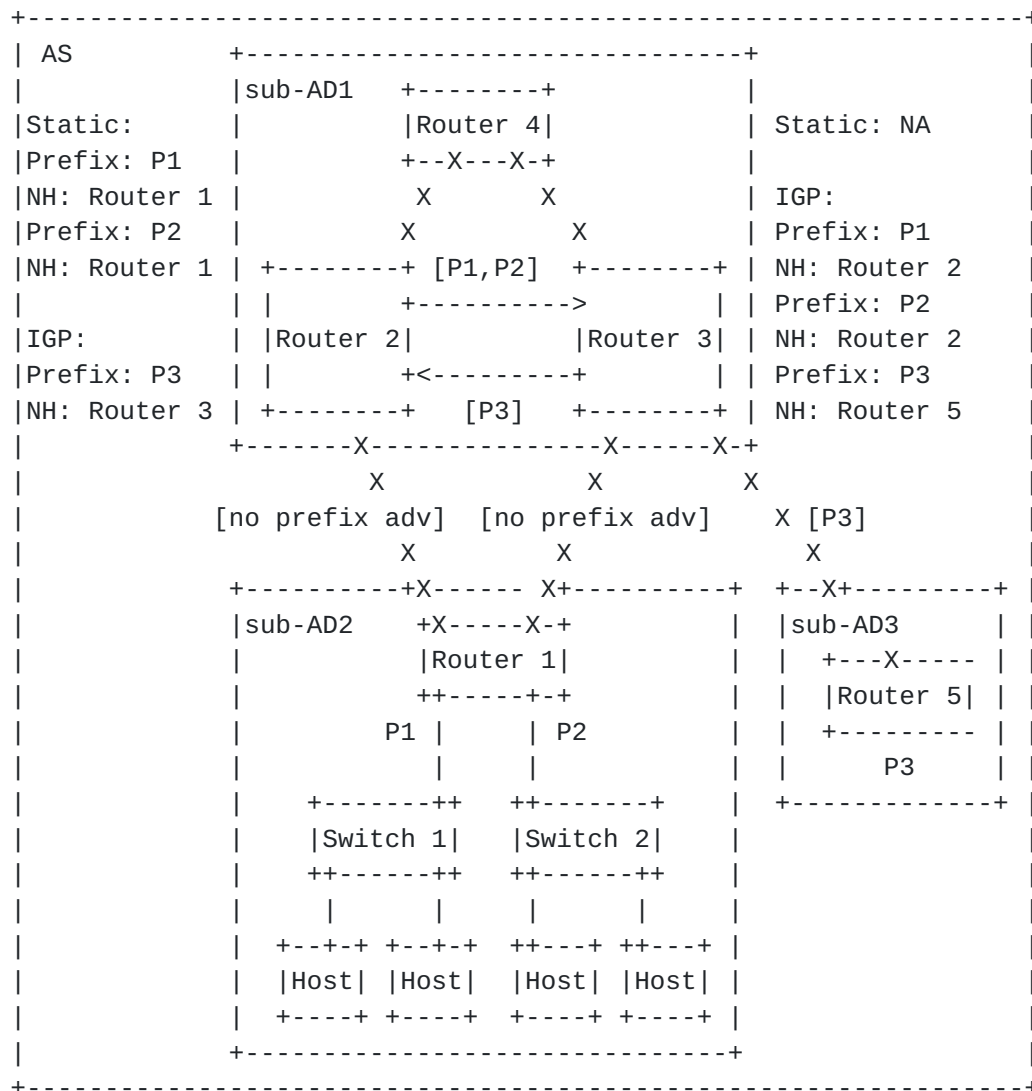 AS
sub-AD1
Static: Router 4 Static: NA
Prefix: P1
NH: Router 1 IGP:
Prefix: P2 Prefix: P1
NH: Router 1 [P1,P2] NH: Router 2
Prefix: P2
IGP: Router 2 Router 3 NH: Router 2
Prefix: P3 Prefix: P3
NH: Router 3 [P3] NH: Router 5
[no prefix adv] [no prefix adv] [P3]
sub-AD2 sub-AD3
Router 1
Router 5
P1 P2
P3
Switch 1 Switch 2
Host Host Host Host